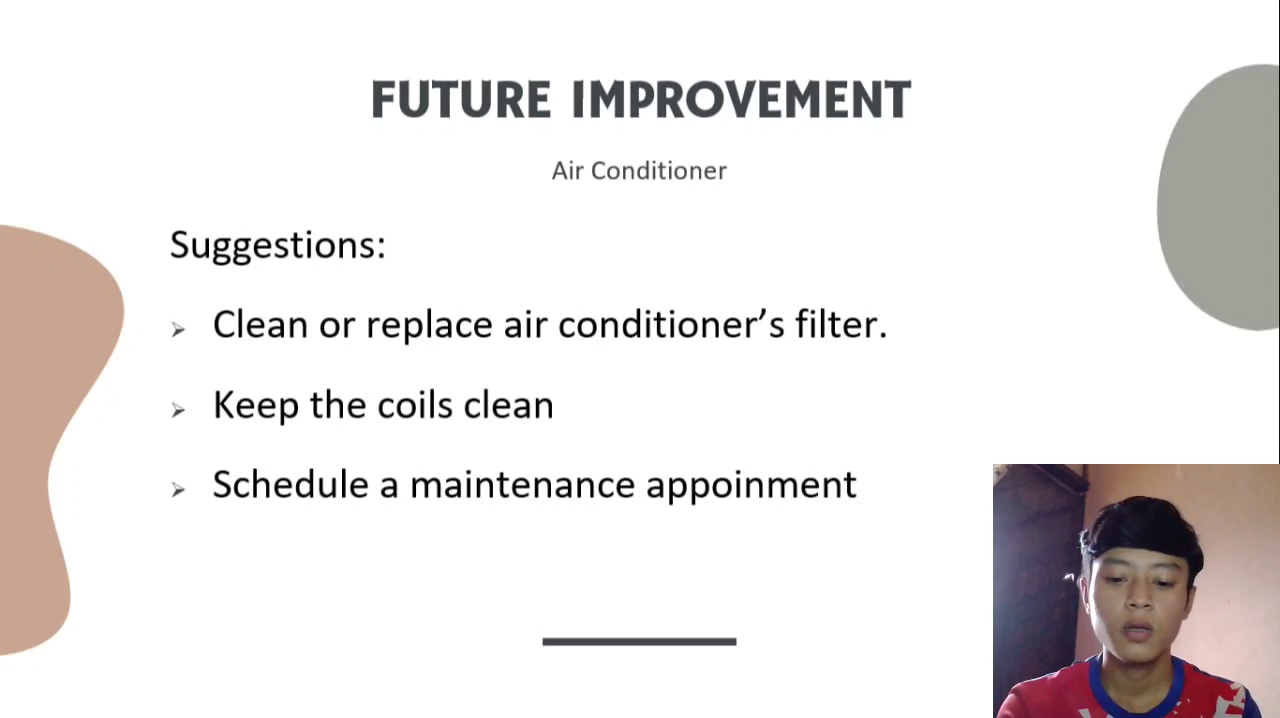 FUTURE IMPROVEMENT
Air Conditioner
Suggestions:
Clean or replace air conditioner’s filter.
Keep the coils clean
Schedule a maintenance appoinment